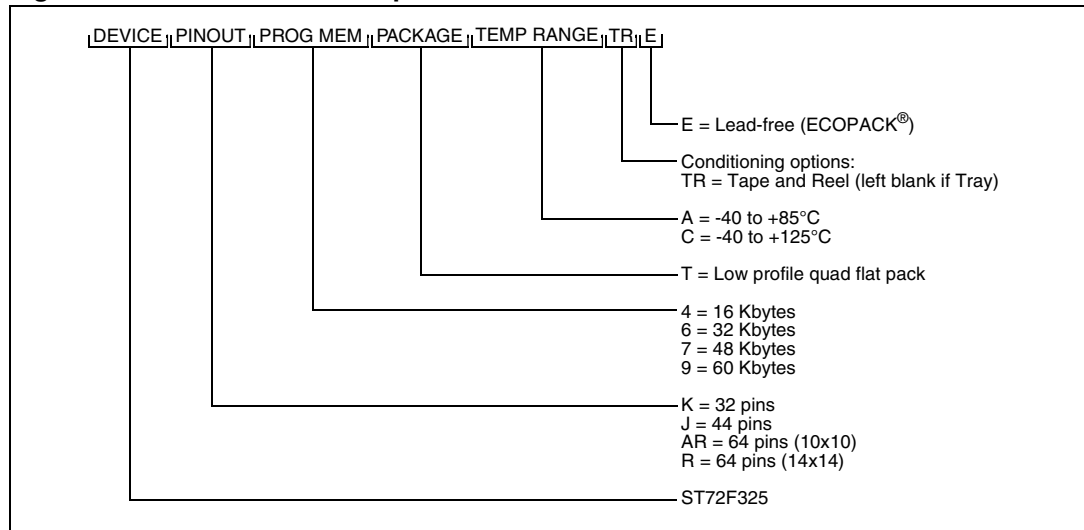 DEVICE PINOUT PROG MEM PACKAGE TEMP RANGE TR E
E = Lead-free (ECOPACK®)
Conditioning options:
TR = Tape and Reel (left blank if Tray)
A = -40 to +85°C
C = -40 to +125°C
T = Low profile quad flat pack
4 = 16 Kbytes
6 = 32 Kbytes
7 = 48 Kbytes
9 = 60 Kbytes
K = 32 pins
J = 44 pins
AR = 64 pins (10x10)
R = 64 pins (14x14)
ST72F325